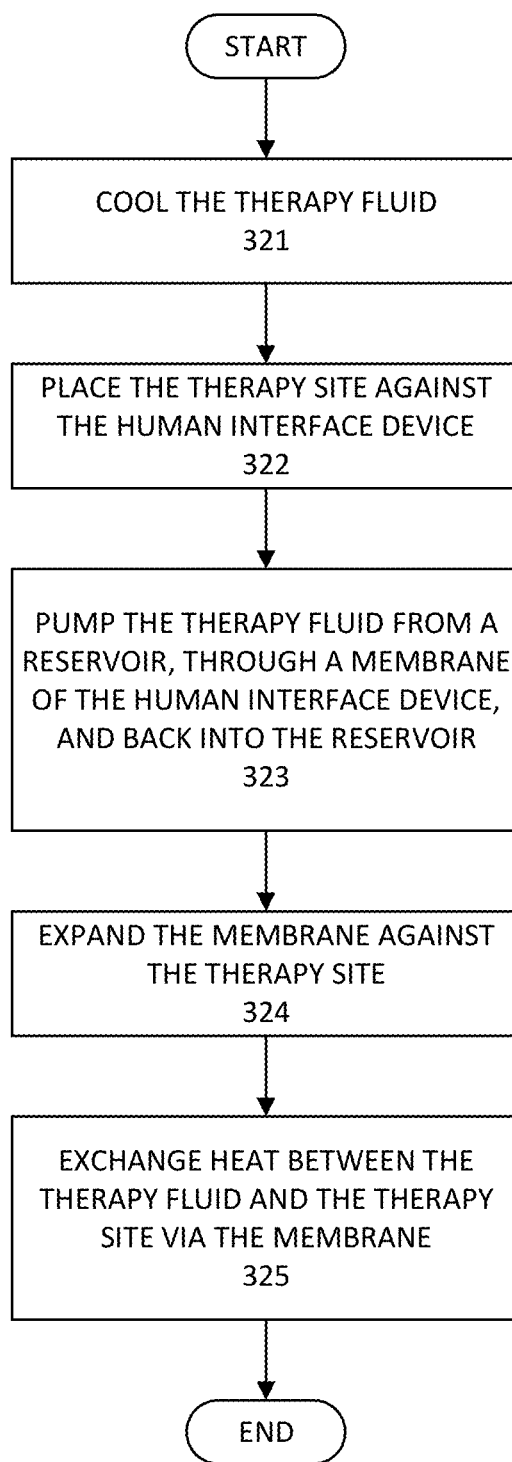 START
COOL THE THERAPY FLUID
321
PLACE THE THERAPY SITE AGAINST
THE HUMAN INTERFACE DEVICE
322
PUMP THE THERAPY FLUID FROM A
RESERVOIR, THROUGH A MEMBRANE
OF THE HUMAN INTERFACE DEVICE,
AND BACK INTO THE RESERVOIR
323
EXPAND THE MEMBRANE AGAINST
THE THERAPY SITE
324
EXCHANGE HEAT BETWEEN THE
THERAPY FLUID AND THE THERAPY
SITE VIA THE MEMBRANE
325
END